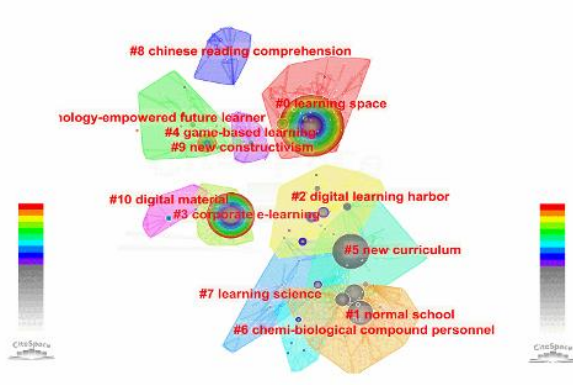 #8 chinese reading comprehension
#0 learning space
nology-empowered future learner
#4 game-based learning
#9 new constructivism
#2 digital learning harbor
#10 digital material
#3 corporate e-learning
#5 new curriculum
#7 learning science
#1 normal school
#6 chemi-biological compound personnel
CiteSpace
CiteSpace